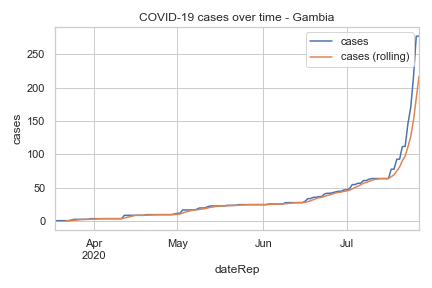 COVID-19 cases over time - Gambia
cases
cases (rolling)
cases
250
200
150
100
50
0
Apr
2020
May
Jun
Jul
dateRep